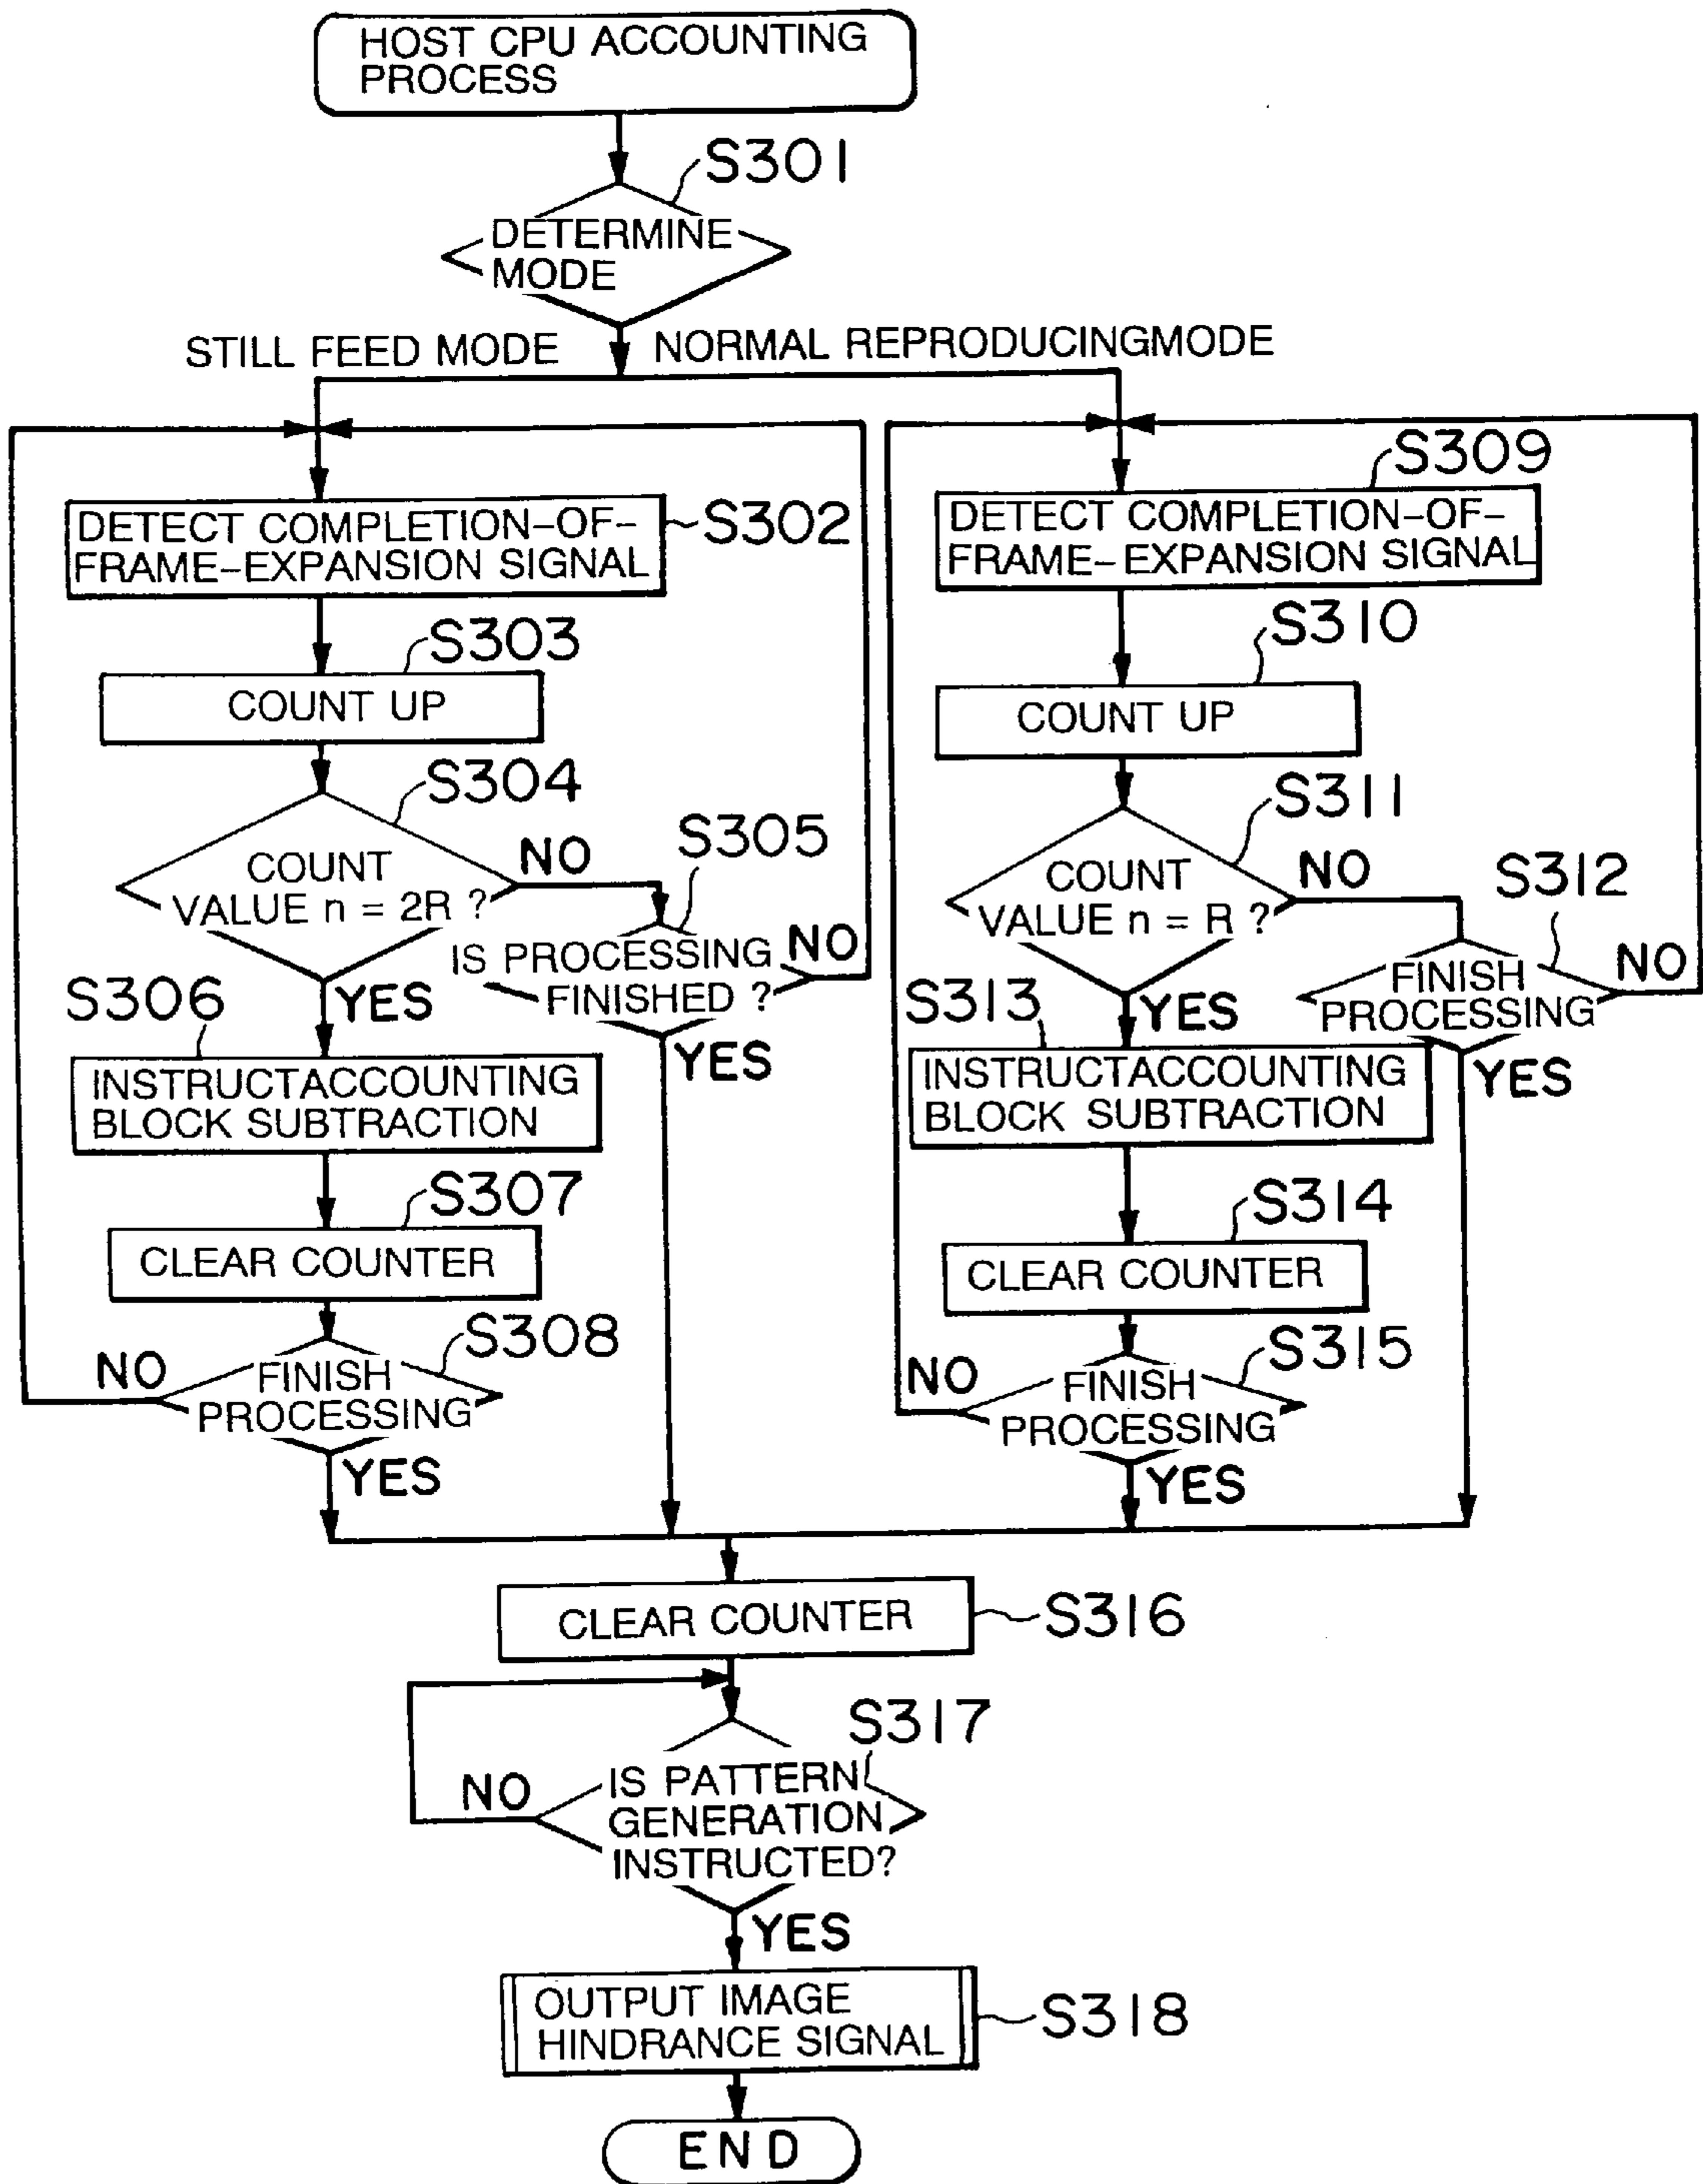 HOST CPU ACCOUNTING
PROCESS
S301
DETERMINE
MODE
STILL FEED MODE
NORMAL REPRODUCINGMODE
DETECT COMPLETION-OF-
FRAME-EXPANSION SIGNAL
S302
S303
COUNT UP
S304
COUNT
VALUE n = 2R ?
NO
S305
IS PROCESSING
FINISHED ?
NO
YES
YES
S306
INSTRUCTACCOUNTING
BLOCK SUBTRACTION
S307
CLEAR COUNTER
S308
NO
FINISH
PROCESSING
YES
S309
DETECT COMPLETION-OF-
FRAME-EXPANSION SIGNAL
S310
COUNT UP
S311
COUNT
VALUE n = R ?
NO
S312
FINISH
PROCESSING
NO
YES
YES
S313
INSTRUCTACCOUNTING
BLOCK SUBTRACTION
S314
CLEAR COUNTER
S315
NO
FINISH
PROCESSING
YES
CLEAR COUNTER
S316
S317
NO
IS PATTERN
GENERATION
INSTRUCTED?
YES
OUTPUT IMAGE
HINDRANCE SIGNAL
S318
END